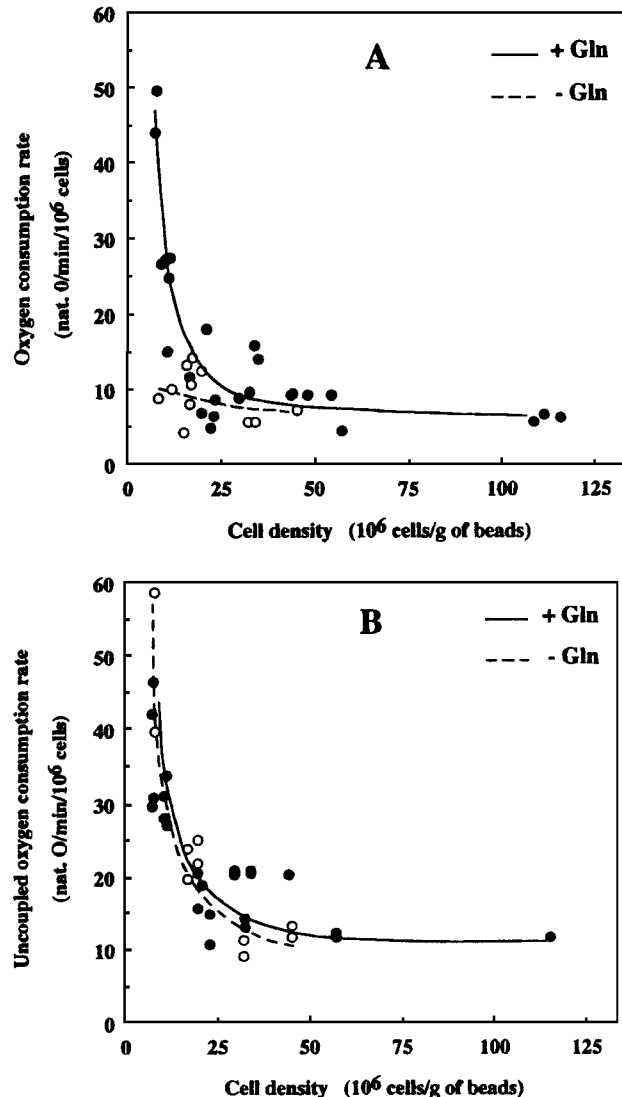 60
50
40
30
20
10
0
Oxygen consumption rate
(nat. 0/min/10⁶ cells)
A
+ Gln
- Gln
0 25 50 75 100 125
Cell density (10⁶ cells/g of beads)
60
50
40
30
20
10
0
Uncoupled oxygen consumption rate
(nat. O/min/10⁶ cells)
B
+ Gln
- Gln
0 25 50 75 100 125
Cell density (10⁶ cells/g of beads)